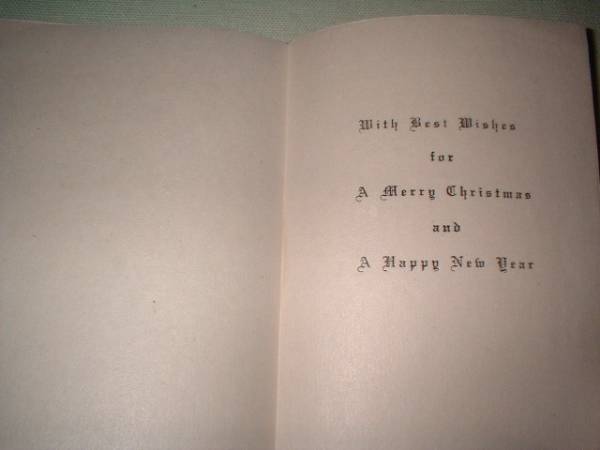 With Best Wishes
for
A Merry Christmas
and
A Happy New Year